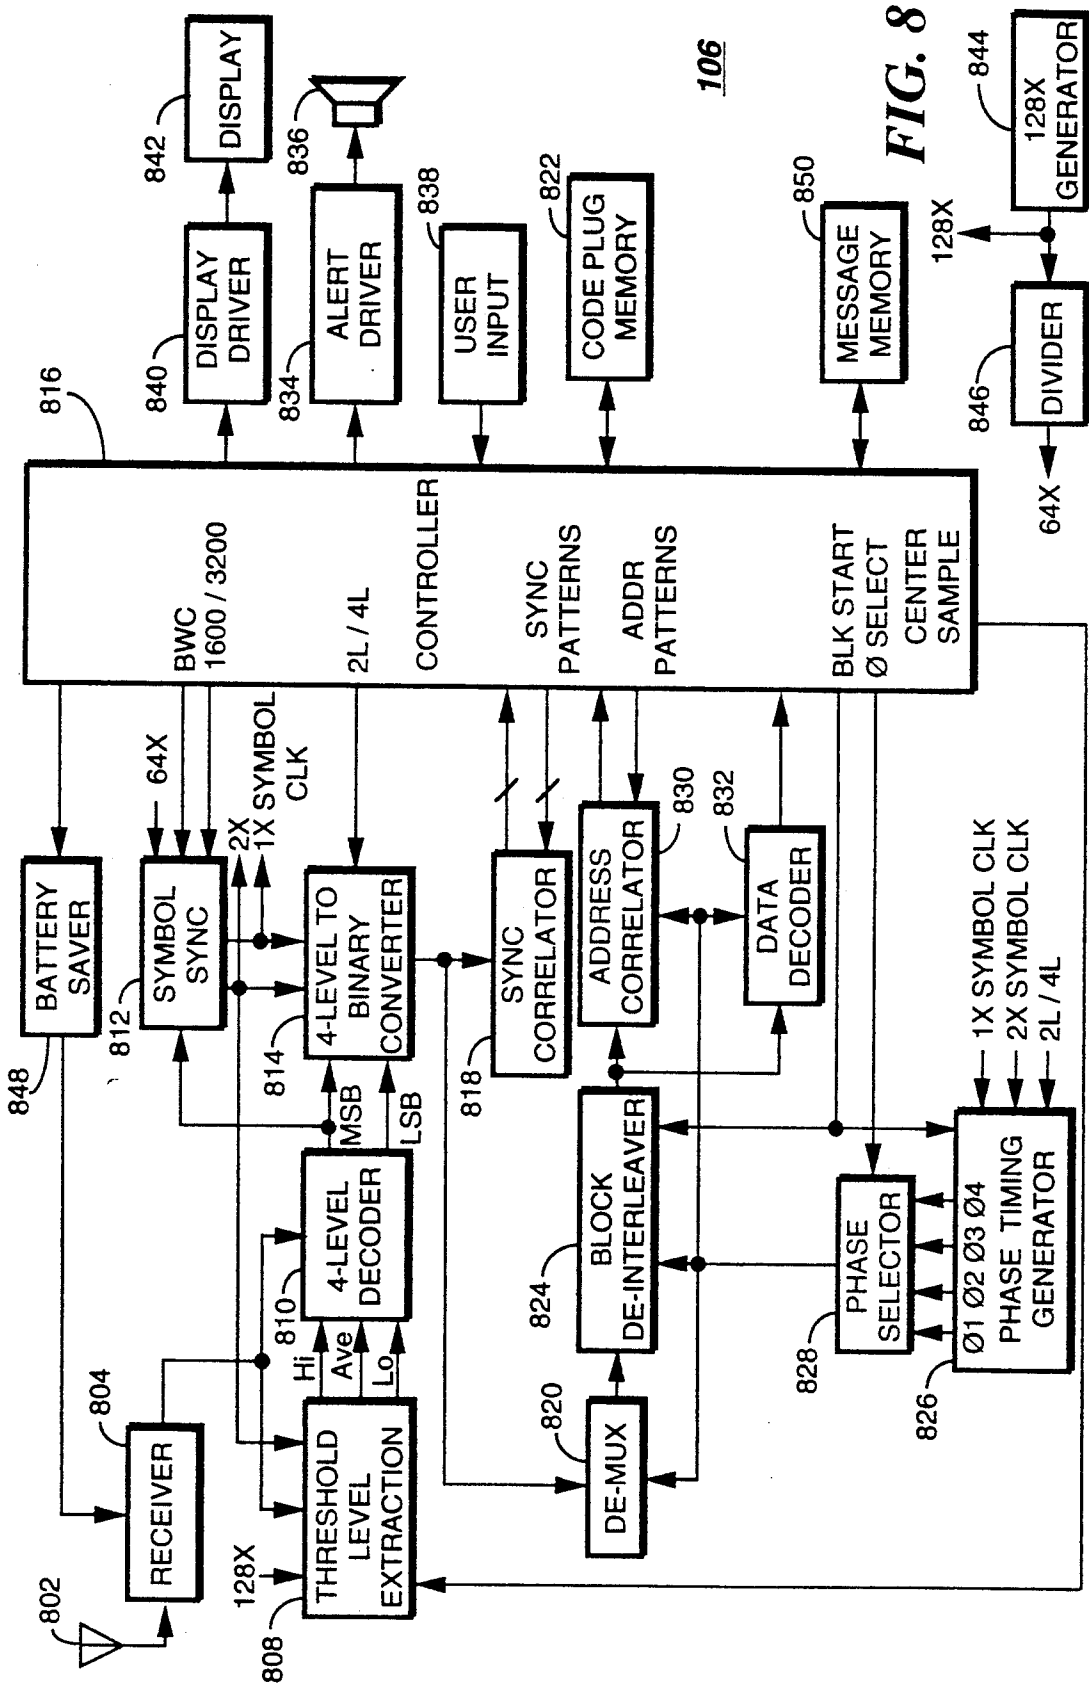 802
804
RECEIVER
848
BATTERY
SAVER
816
840
DISPLAY
DRIVER
842
DISPLAY
812
SYMBOL
SYNC
64X
BWC
1600 / 3200
2X
1X SYMBOL
CLK
834
ALERT
DRIVER
836
128X
808
THRESHOLD
LEVEL
EXTRACTION
Hi
Ave
Lo
810
4-LEVEL
DECODER
MSB
LSB
814
4-LEVEL TO
BINARY
CONVERTER
2L / 4L
CONTROLLER
USER
INPUT
838
818
SYNC
CORRELATOR
SYNC
PATTERNS
CODE PLUG
MEMORY
822
820
DE-MUX
824
BLOCK
DE-INTERLEAVER
ADDRESS
CORRELATOR
830
ADDR
PATTERNS
DATA
DECODER
832
106
828
PHASE
SELECTOR
BLK START
Ø SELECT
CENTER
SAMPLE
MESSAGE
MEMORY
850
826
Ø1 Ø2 Ø3 Ø4
PHASE TIMING
GENERATOR
1X SYMBOL CLK
2X SYMBOL CLK
2L / 4L
FIG. 8
64X
846
DIVIDER
128X
844
128X
GENERATOR